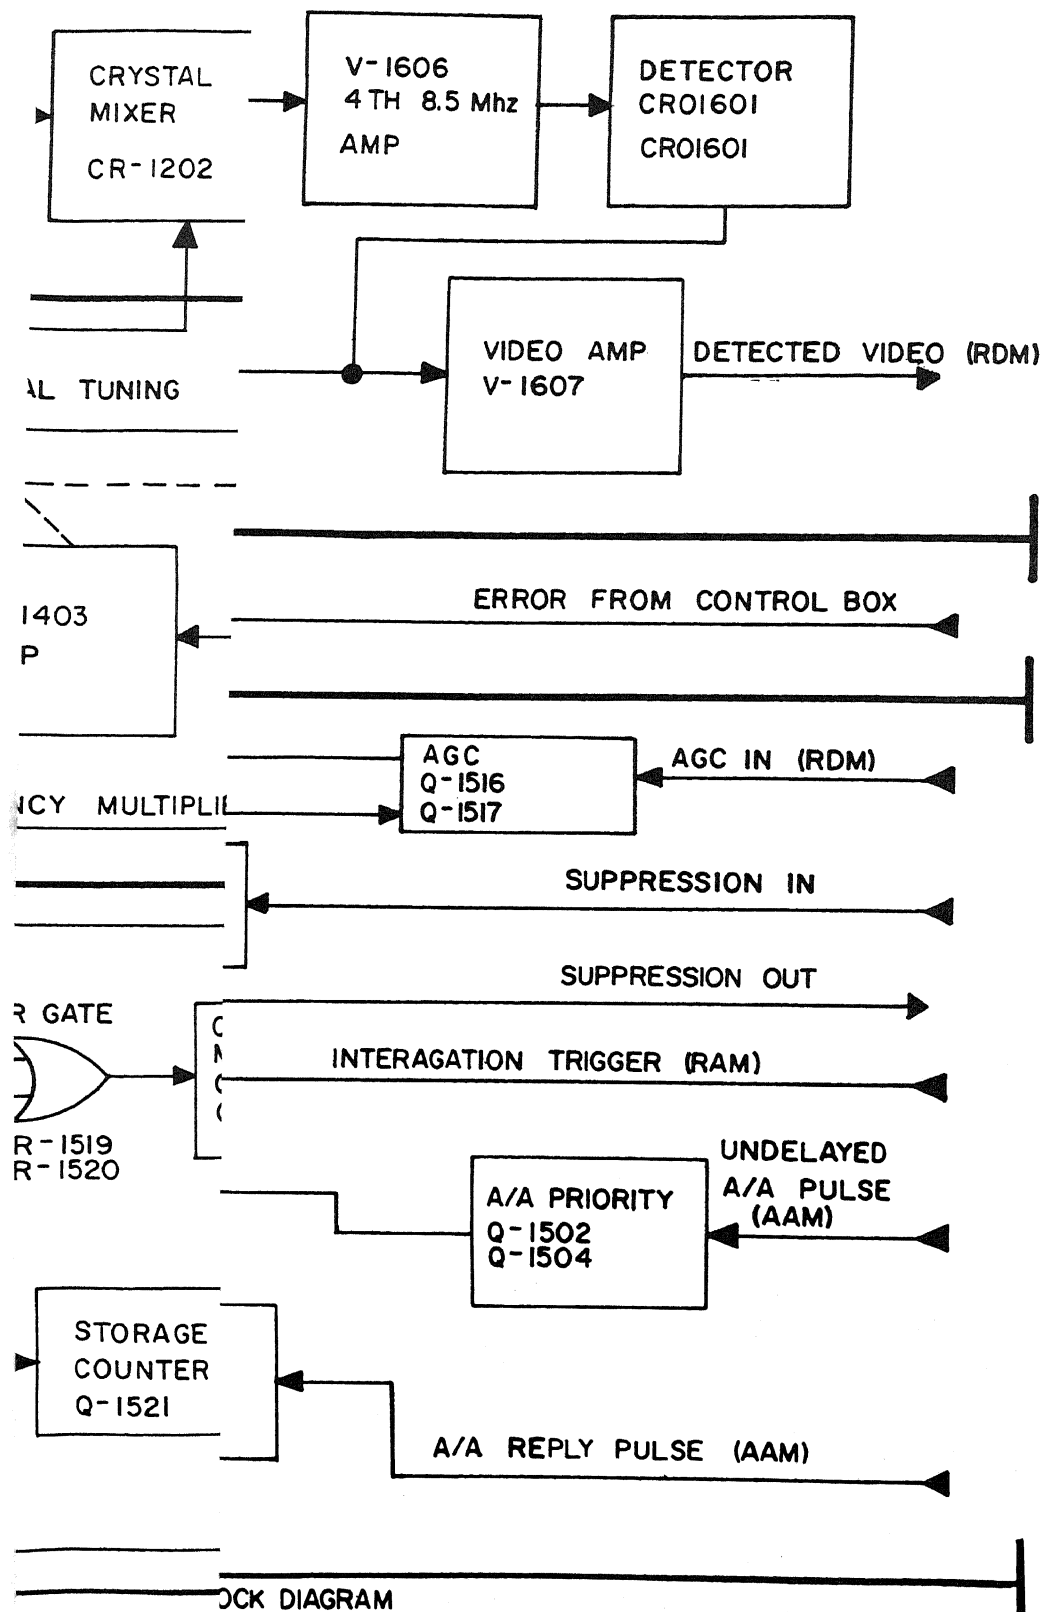 CRYSTAL
MIXER
CR-1202
V-1606
4TH 8.5 Mhz
AMP
DETECTOR
CR01601
CR01601
VIDEO AMP
V-1607
DETECTED VIDEO (RDM)
AL TUNING
ERROR FROM CONTROL BOX
1403
P
AGC
Q-1516
Q-1517
AGC IN (RDM)
NCY MULTIPLIE
SUPPRESSION IN
SUPPRESSION OUT
R GATE
INTERAGATION TRIGGER (RAM)
R-1519
R-1520
UNDELAYED
A/A PULSE
(AAM)
A/A PRIORITY
Q-1502
Q-1504
STORAGE
COUNTER
Q-1521
A/A REPLY PULSE (AAM)
OCK DIAGRAM